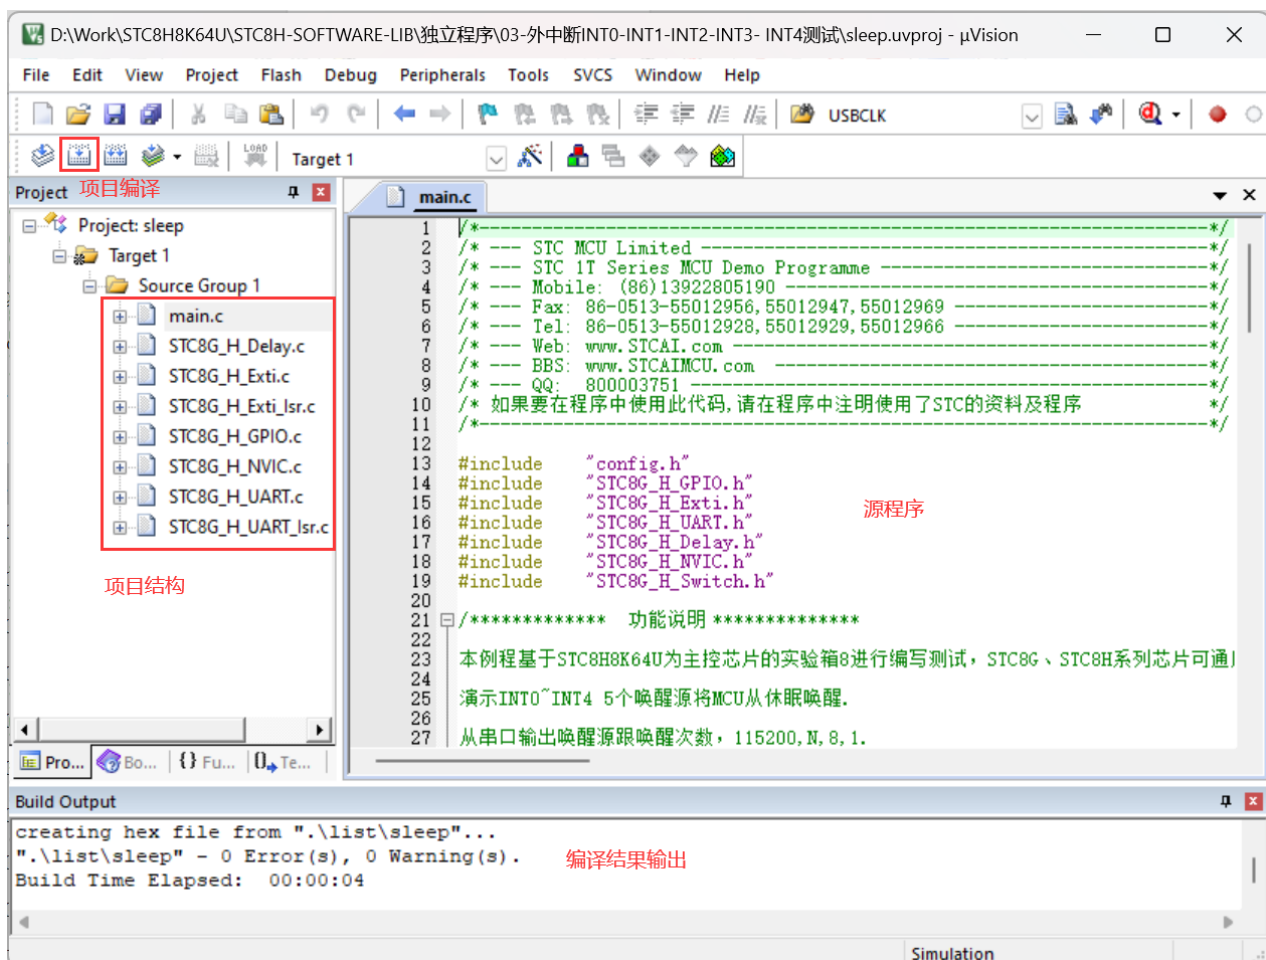 D:\Work\STC8H8K64U\STC8H-SOFTWARE-LIB\独立程序\03-外中断INT0-INT1-INT2-INT3- INT4测试\sleep.uvproj - µVision
File Edit View Project Flash Debug Peripherals Tools SVCS Window Help
USBCLK
LOAD Target 1
Project 项目编译
Project: sleep
Target 1
Source Group 1
main.c
STC8G_H_Delay.c
STC8G_H_Exti.c
STC8G_H_Exti_Isr.c
STC8G_H_GPIO.c
STC8G_H_NVIC.c
STC8G_H_UART.c
STC8G_H_UART_Isr.c
项目结构
Pro... Bo... {} Fu... Te...
main.c
1 /*---------------------------------------------------------------------*/
2 /* --- STC MCU Limited ------------------------------------------------*/
3 /* --- STC 1T Series MCU Demo Programme -------------------------------*/
4 /* --- Mobile: (86)13922805190 ----------------------------------------*/
5 /* --- Fax: 86-0513-55012956,55012947,55012969 ------------------------*/
6 /* --- Tel: 86-0513-55012928,55012929,55012966 ------------------------*/
7 /* --- Web: www.STCAI.com ---------------------------------------------*/
8 /* --- BBS: www.STCAIMCU.com  -----------------------------------------*/
9 /* --- QQ:  800003751 -------------------------------------------------*/
10 /* 如果要在程序中使用此代码,请在程序中注明使用了STC的资料及程序            */
11 /*---------------------------------------------------------------------*/
12
13 #include    "config.h"
14 #include    "STC8G_H_GPIO.h"
15 #include    "STC8G_H_Exti.h"
16 #include    "STC8G_H_UART.h"
17 #include    "STC8G_H_Delay.h"
18 #include    "STC8G_H_NVIC.h"
19 #include    "STC8G_H_Switch.h"
20
21 /*************  功能说明 **************
22
23 本例程基于STC8H8K64U为主控芯片的实验箱8进行编写测试，STC8G、STC8H系列芯片可通
24
25 演示INT0~INT4 5个唤醒源将MCU从休眠唤醒.
26
27 从串口输出唤醒源跟唤醒次数，115200,N,8,1.
源程序
Build Output
creating hex file from ".\list\sleep"...
".\list\sleep" - 0 Error(s), 0 Warning(s).
Build Time Elapsed:  00:00:04
编译结果输出
Simulation